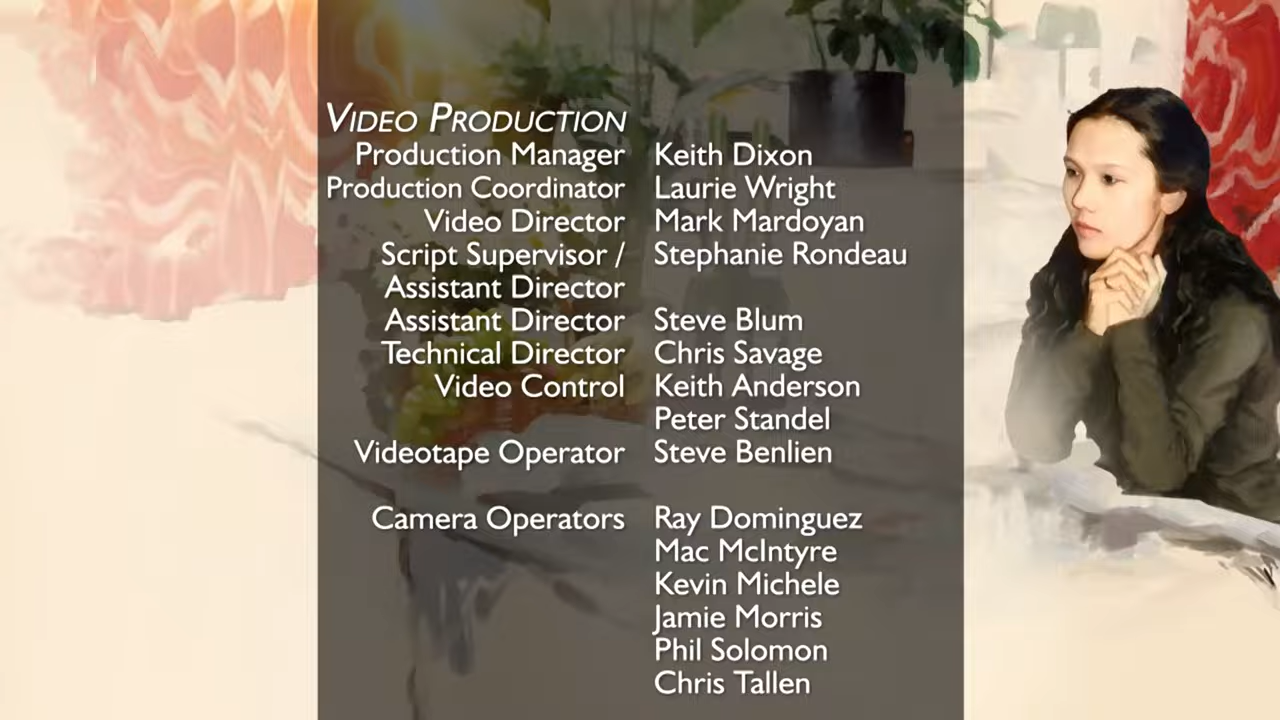 VIDEO PRODUCTION
Production Manager Keith Dixon
Production Coordinator Laurie Wright
Video Director Mark Mardoyan
Script Supervisor / Stephanie Rondeau
Assistant Director
Assistant Director Steve Blum
Technical Director Chris Savage
Video Control Keith Anderson
Peter Standel
Videotape Operator Steve Benlien
Camera Operators Ray Dominguez
Mac McIntyre
Kevin Michele
Jamie Morris
Phil Solomon
Chris Tallen